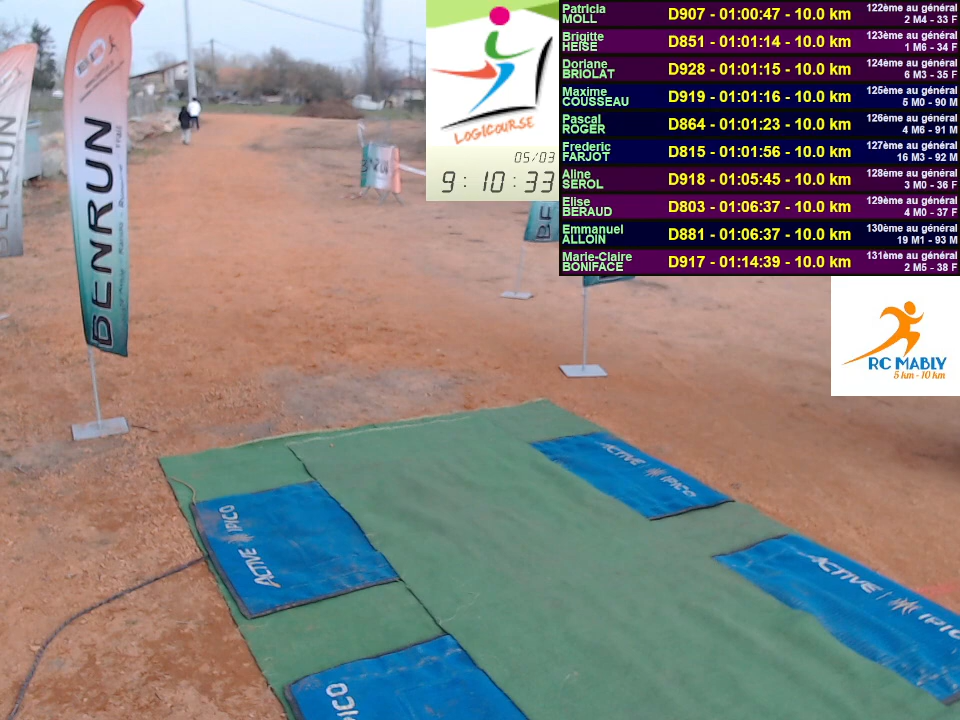 Patricia
MOLL
D907 - 01:00:47 - 10.0 km
122ème au général
2 M4 - 33 F
Brigitte
HEISE
D851 - 01:01:14 - 10.0 km
123ème au général
1 M6 - 34 F
Doriane
BRIOLAT
D928 - 01:01:15 - 10.0 km
124ème au général
6 M3 - 35 F
Maxime
COUSSEAU
D919 - 01:01:16 - 10.0 km
125ème au général
5 M0 - 90 M
Pascal
ROGER
D864 - 01:01:23 - 10.0 km
126ème au général
4 M6 - 91 M
Frederic
FARJOT
D815 - 01:01:56 - 10.0 km
127ème au général
16 M3 - 92 M
Aline
SEROL
D918 - 01:05:45 - 10.0 km
128ème au général
3 M0 - 36 F
Elise
BERAUD
D803 - 01:06:37 - 10.0 km
129ème au général
4 M0 - 37 F
Emmanuel
ALLOIN
D881 - 01:06:37 - 10.0 km
130ème au général
19 M1 - 93 M
Marie-Claire
BONIFACE
D917 - 01:14:39 - 10.0 km
131ème au général
2 M5 - 38 F
LOGICOURSE
05/03
9:10:33
RC MABLY
5 km - 10 km
BENRUN
ACTIVE IPICO
ACTIVE IPICO
ACTIVE IPICO
IPICO